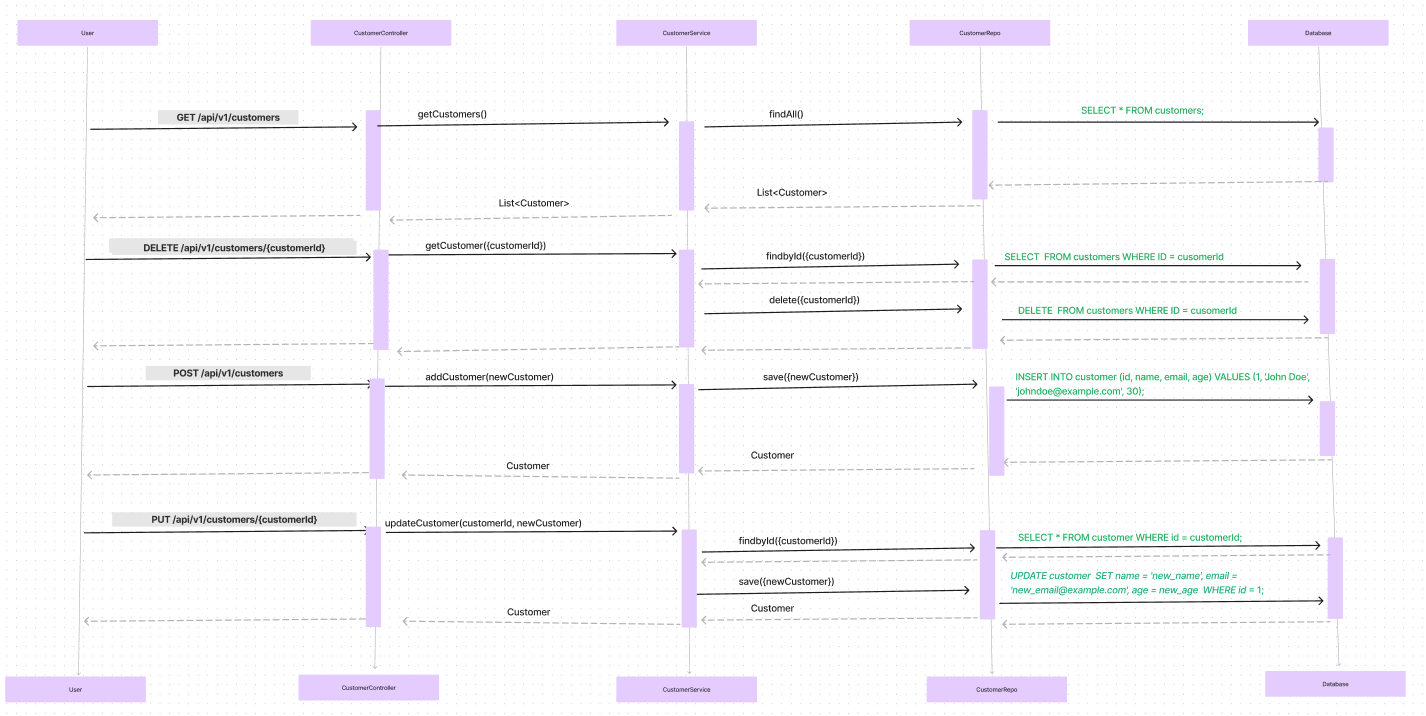 User
CustomerController
CustomerService
CustomerRepo
Database
GET /api/v1/customers
getCustomers()
findAll()
SELECT * FROM customers;
List<Customer>
List<Customer>
DELETE /api/v1/customers/{customerId}
getCustomer({customerId})
findbyId({customerId})
SELECT  FROM customers WHERE ID = cusomerId
delete({customerId})
DELETE  FROM customers WHERE ID = cusomerId
POST /api/v1/customers
addCustomer(newCustomer)
save({newCustomer})
INSERT INTO customer (id, name, email, age) VALUES (1, 'John Doe',
'johndoe@example.com', 30);
Customer
Customer
PUT /api/v1/customers/{customerId}
updateCustomer(customerId, newCustomer)
findbyId({customerId})
SELECT * FROM customer WHERE id = customerId;
save({newCustomer})
UPDATE customer  SET name = 'new_name', email =
'new_email@example.com', age = new_age  WHERE id = 1;
Customer
Customer
User
CustomerController
CustomerService
CustomerRepo
Database